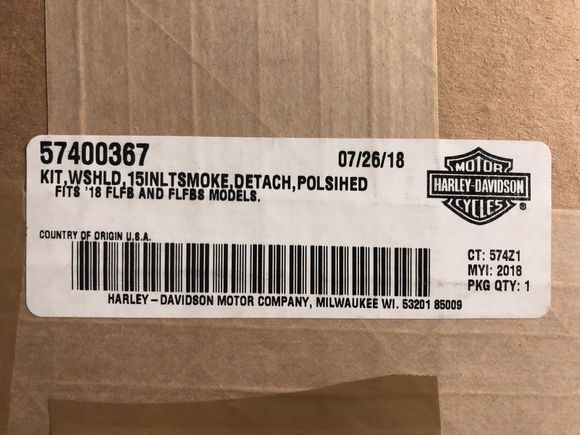 57400367 07/26/18
KIT,WSHLD,15INLTSMOKE,DETACH,POLSIHED
FITS '18 FLFB AND FLFBS MODELS.
MOTOR
HARLEY-DAVIDSON
CYCLES®
COUNTRY OF ORIGIN U.S.A.
CT: 574Z1
MYI: 2018
PKG QTY: 1
HARLEY-DAVIDSON MOTOR COMPANY, MILWAUKEE WI. 53201 85009